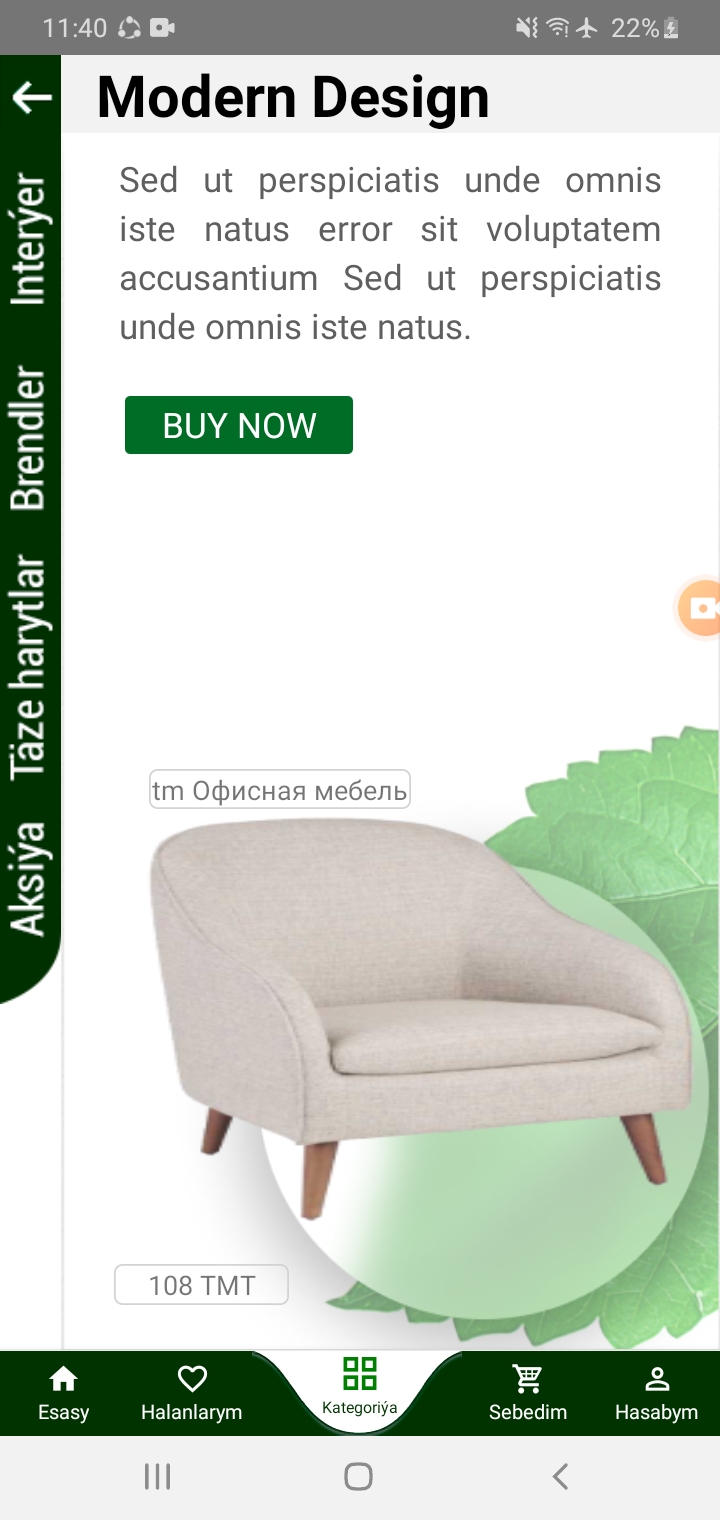 11:40
22%
Modern Design
Sed ut perspiciatis unde omnis
iste natus error sit voluptatem
accusantium Sed ut perspiciatis
unde omnis iste natus.
BUY NOW
Interýer
Brendler
Täze harytlar
Aksiýa
tm Офисная мебель
108 TMT
Esasy
Halanlarym
Kategoriýa
Sebedim
Hasabym